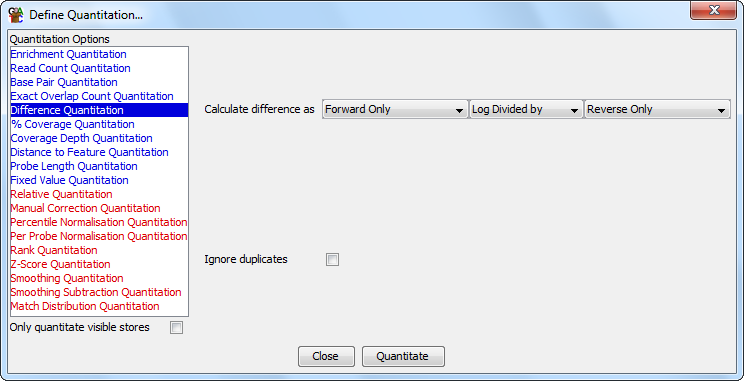 Define Quantitation...
Quantitation Options
Enrichment Quantitation
Read Count Quantitation
Base Pair Quantitation
Exact Overlap Count Quantitation
Difference Quantitation
% Coverage Quantitation
Coverage Depth Quantitation
Distance to Feature Quantitation
Probe Length Quantitation
Fixed Value Quantitation
Relative Quantitation
Manual Correction Quantitation
Percentile Normalisation Quantitation
Per Probe Normalisation Quantitation
Rank Quantitation
Z-Score Quantitation
Smoothing Quantitation
Smoothing Subtraction Quantitation
Match Distribution Quantitation
Only quantitate visible stores
Calculate difference as Forward Only Log Divided by Reverse Only
Ignore duplicates
Close Quantitate